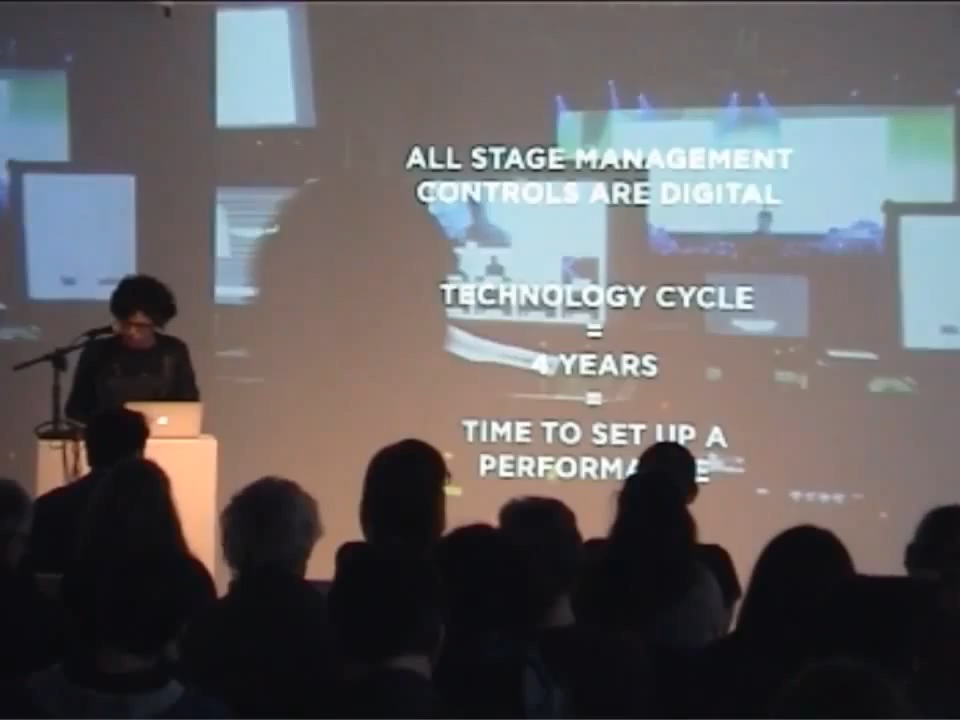 ALL STAGE MANAGEMENT
CONTROLS ARE DIGITAL
TECHNOLOGY CYCLE
=
4 YEARS
=
TIME TO SET UP A